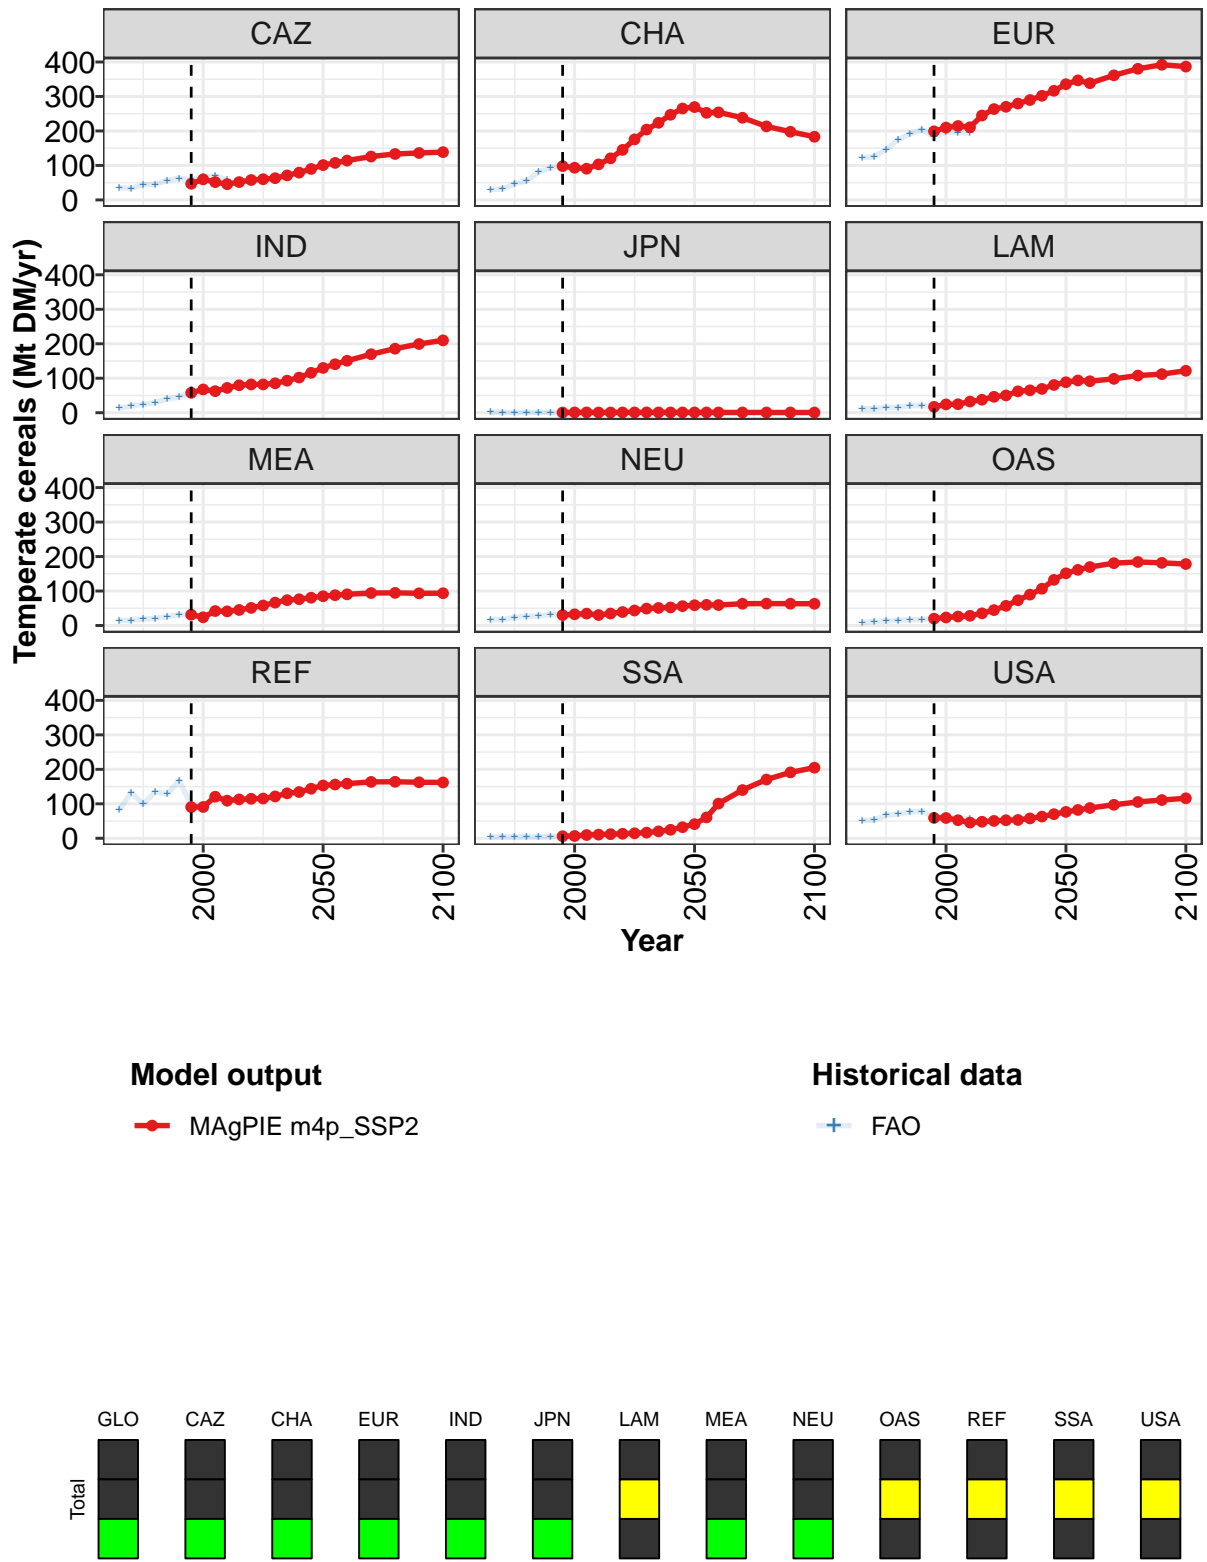 CAZ CHA EUR
400
300
200
100
0
IND JPN LAM
400
300
200
100
0
MEA NEU OAS
400
300
200
100
0
REF SSA USA
400
300
200
100
0
Temperate cereals (Mt DM/yr)
2000 2050 2100 2000 2050 2100 2000 2050 2100
Year
Model output
MAgPIE m4p_SSP2
Historical data
FAO
GLO CAZ CHA EUR IND JPN LAM MEA NEU OAS REF SSA USA
Total